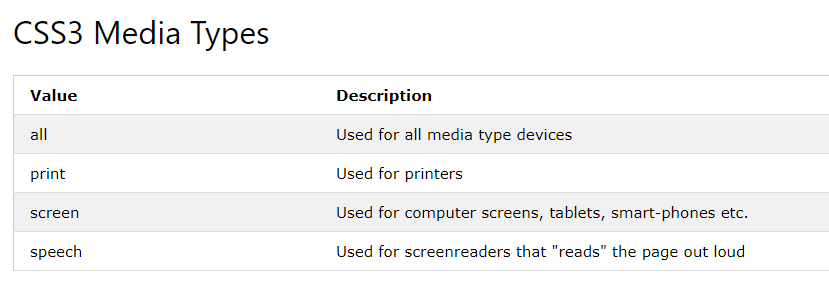 CSS3 Media Types
Value Description
all Used for all media type devices
print Used for printers
screen Used for computer screens, tablets, smart-phones etc.
speech Used for screenreaders that "reads" the page out loud